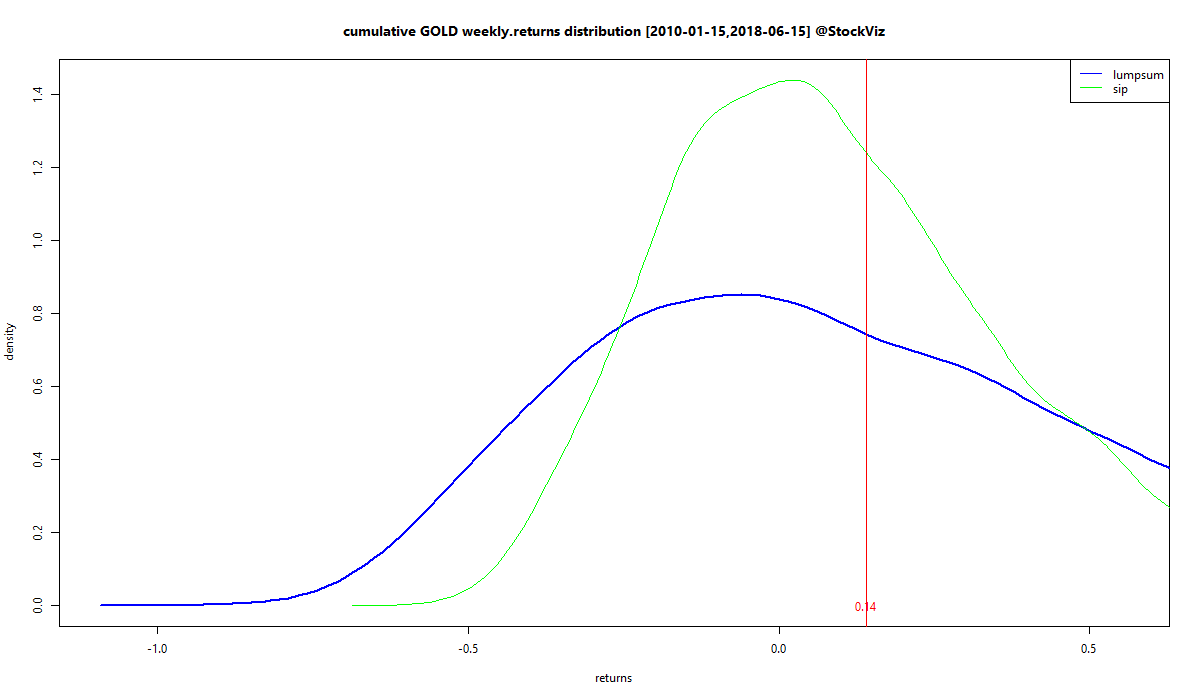 cumulative GOLD weekly.returns distribution [2010-01-15,2018-06-15] @StockViz
lumpsum
sip
density
1.4
1.2
1.0
0.8
0.6
0.4
0.2
0.0
0.14
-1.0
-0.5
0.0
0.5
returns